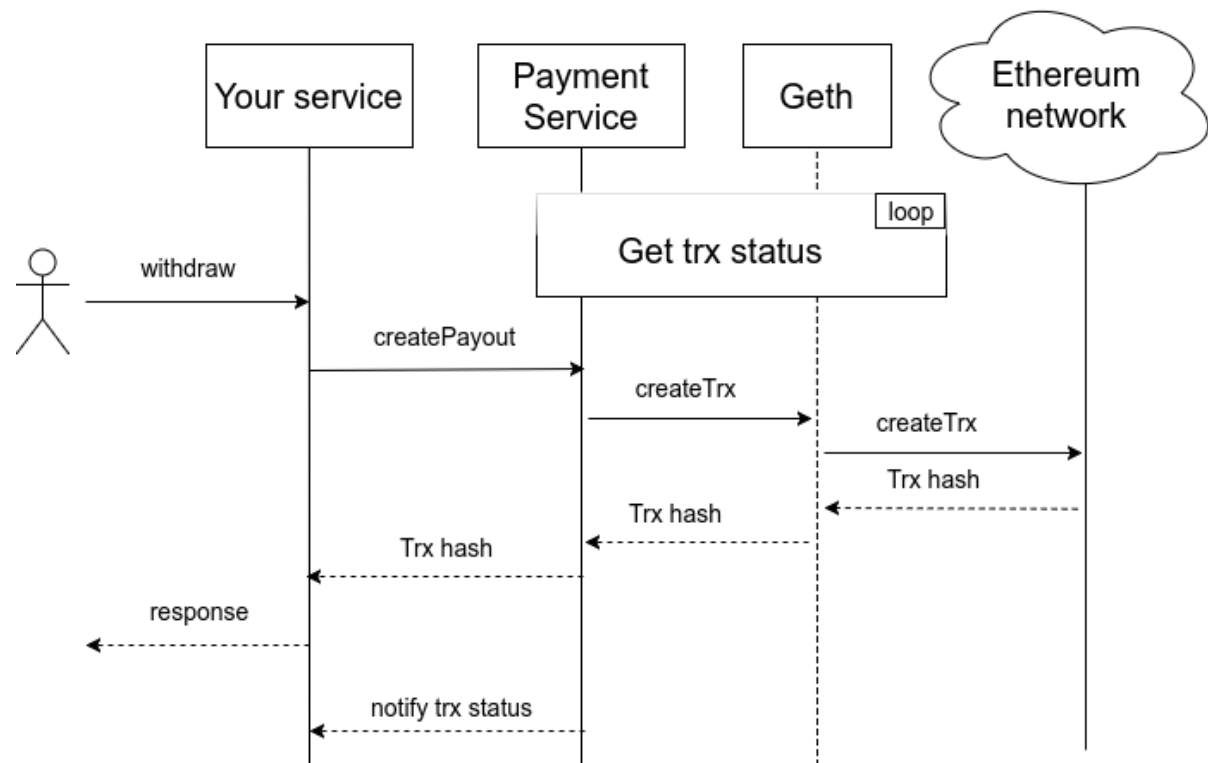 Your service
Payment
Service
Geth
Ethereum
network
loop
Get trx status
withdraw
createPayout
createTrx
createTrx
Trx hash
Trx hash
Trx hash
response
notify trx status